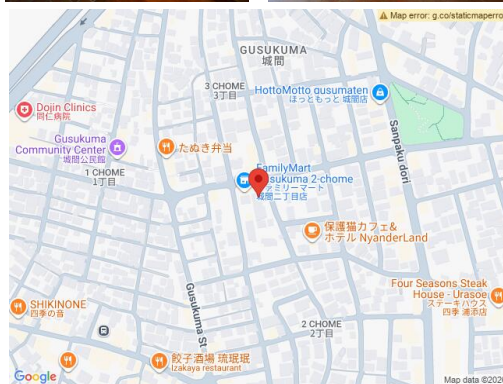 Map error: g.co/staticmaperro
GUSUKUMA
城間
3 CHOME
3丁目
HottoMotto gusumaten
ほっともっと 城間店
Dojin Clinics
同仁病院
Sanpaku dori
Gusukuma
Community Center
城間公民館
たぬき弁当
FamilyMart
Gusukuma 2-chome
ファミリーマート
城間二丁目店
1 CHOME
1丁目
保護猫カフェ&
ホテル NyanderLand
Four Seasons Steak
House - Urasoe
ステーキハウス
四季 浦添店
SHIKINONE
四季の音
Gusukuma St
2 CHOME
2丁目
餃子酒場 琉珉珉
Izakaya restaurant
Google
Map data ©202